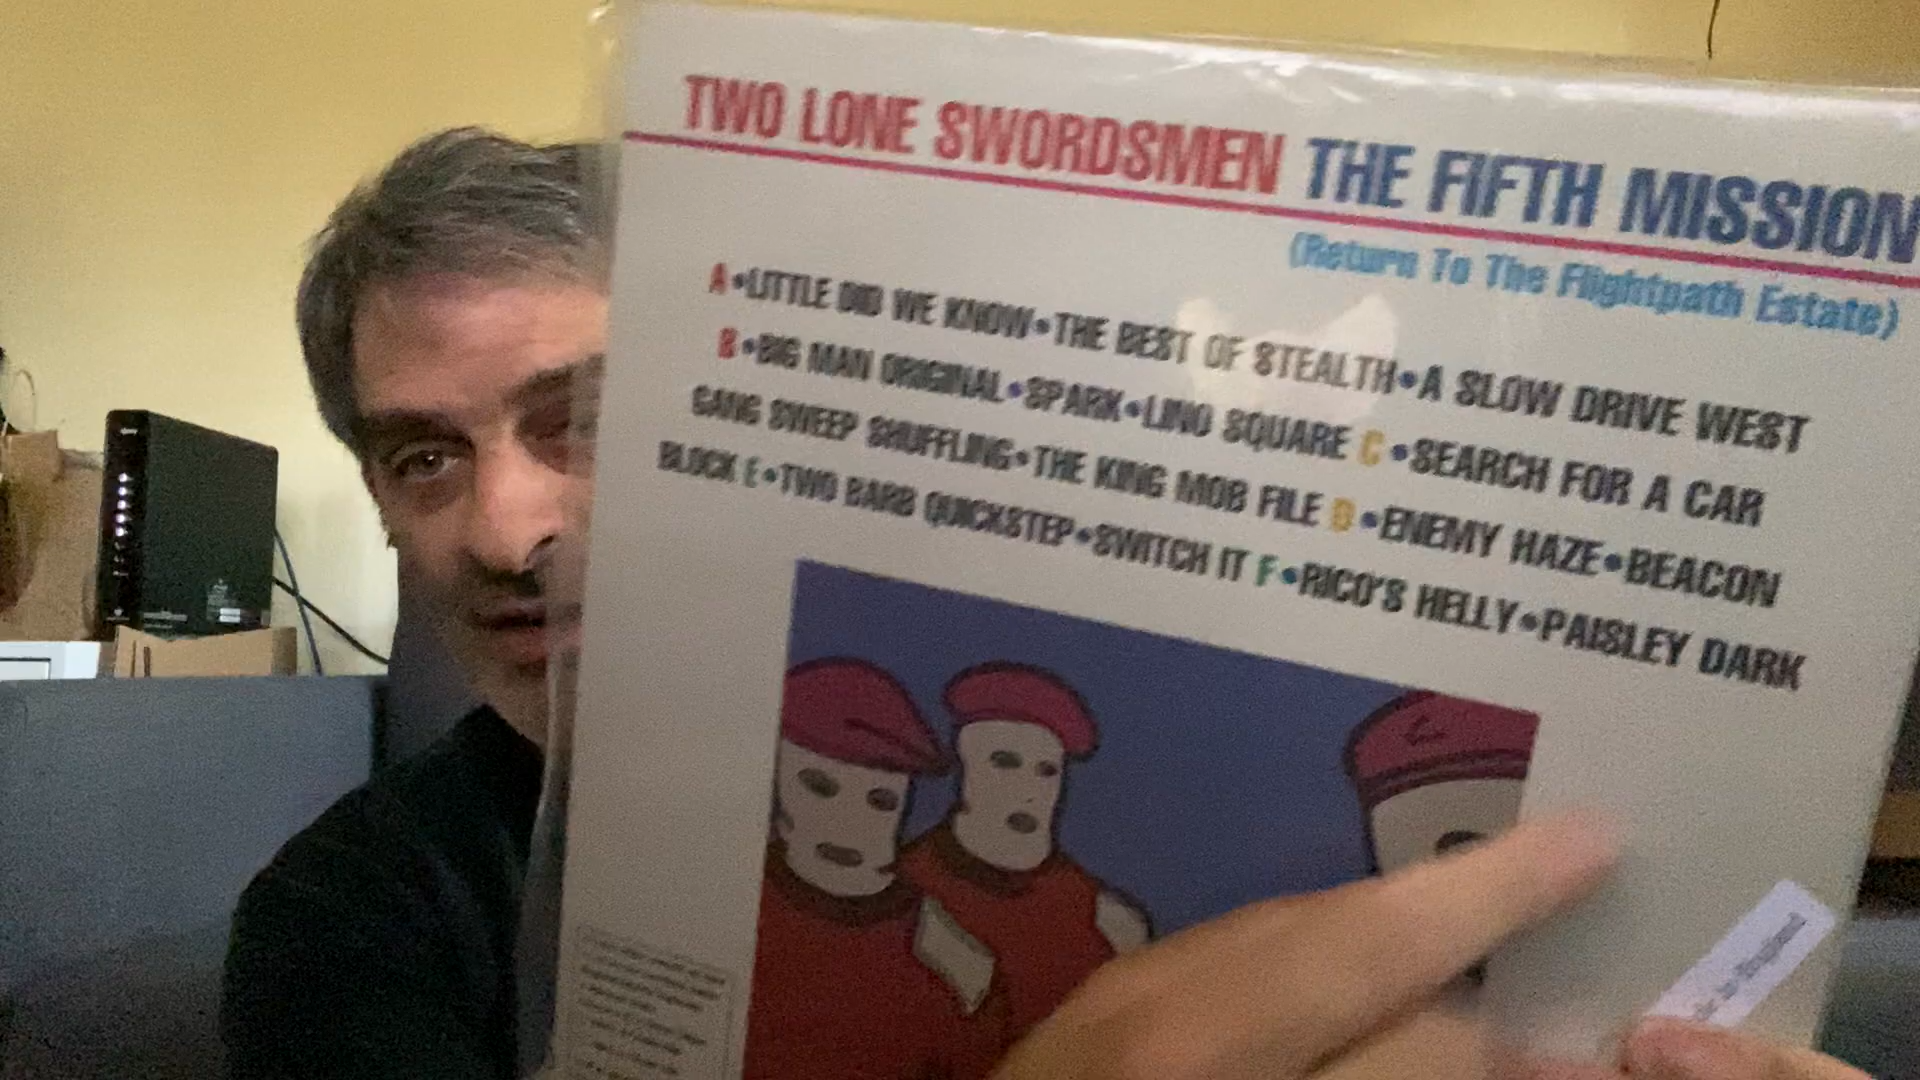 TWO LONE SWORDSMEN THE FIFTH MISSION
(Return To The Flightpath Estate)
A•LITTLE DID WE KNOW•THE BEST OF STEALTH•A SLOW DRIVE WEST
B•BIG MAN ORIGINAL•SPARK•LINO SQUARE C•SEARCH FOR A CAR
GANG SWEEP SHUFFLING•THE KING MOB FILE D•ENEMY HAZE•BEACON
BLOCK E•TWO BARB QUICKSTEP•SWITCH IT F•RICO'S HELLY•PAISLEY DARK